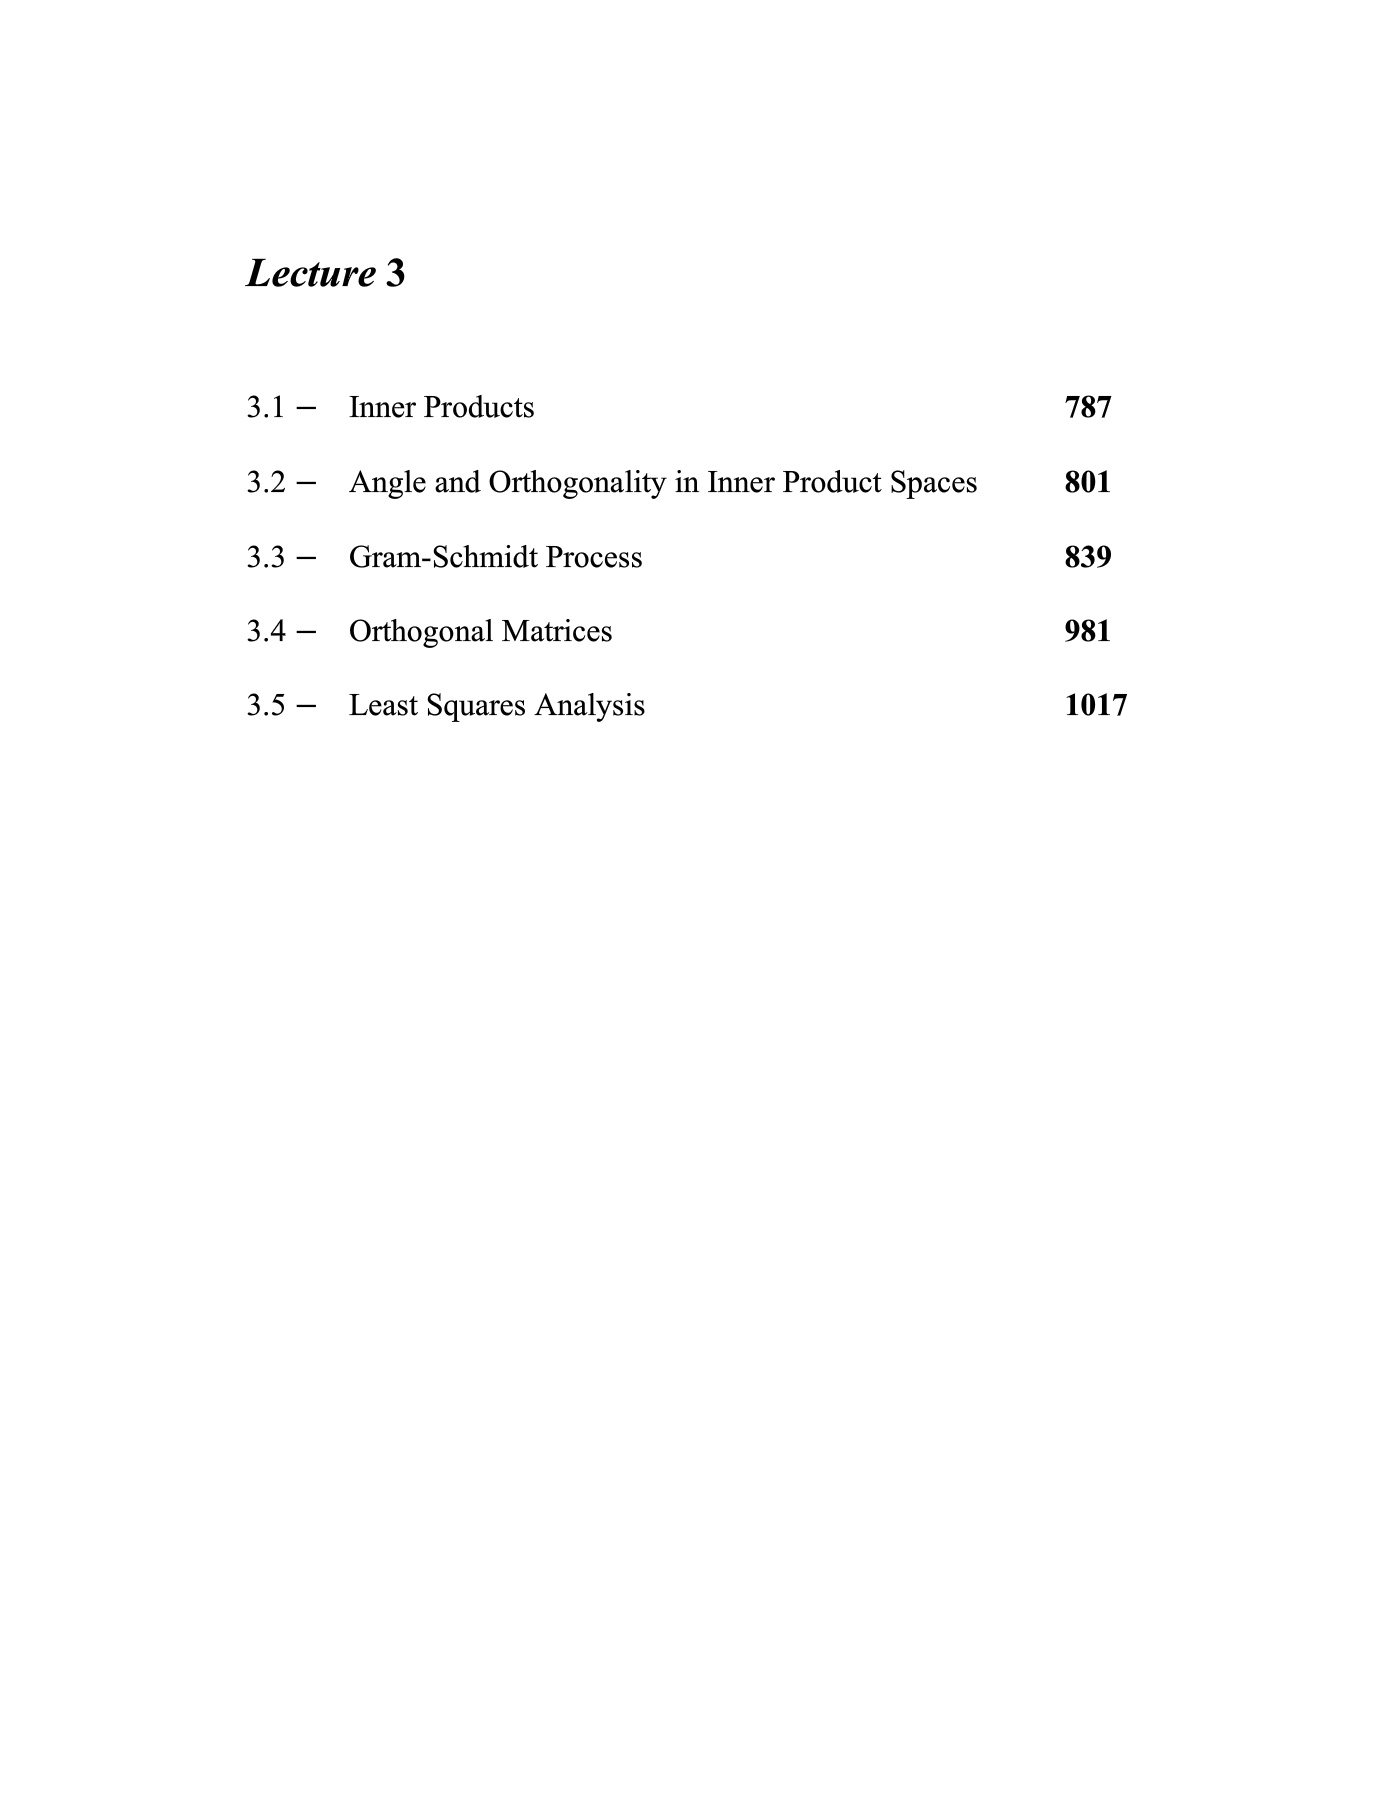 Lecture 3
3.1 – Inner Products 787
3.2 – Angle and Orthogonality in Inner Product Spaces 801
3.3 – Gram-Schmidt Process 839
3.4 – Orthogonal Matrices 981
3.5 – Least Squares Analysis 1017